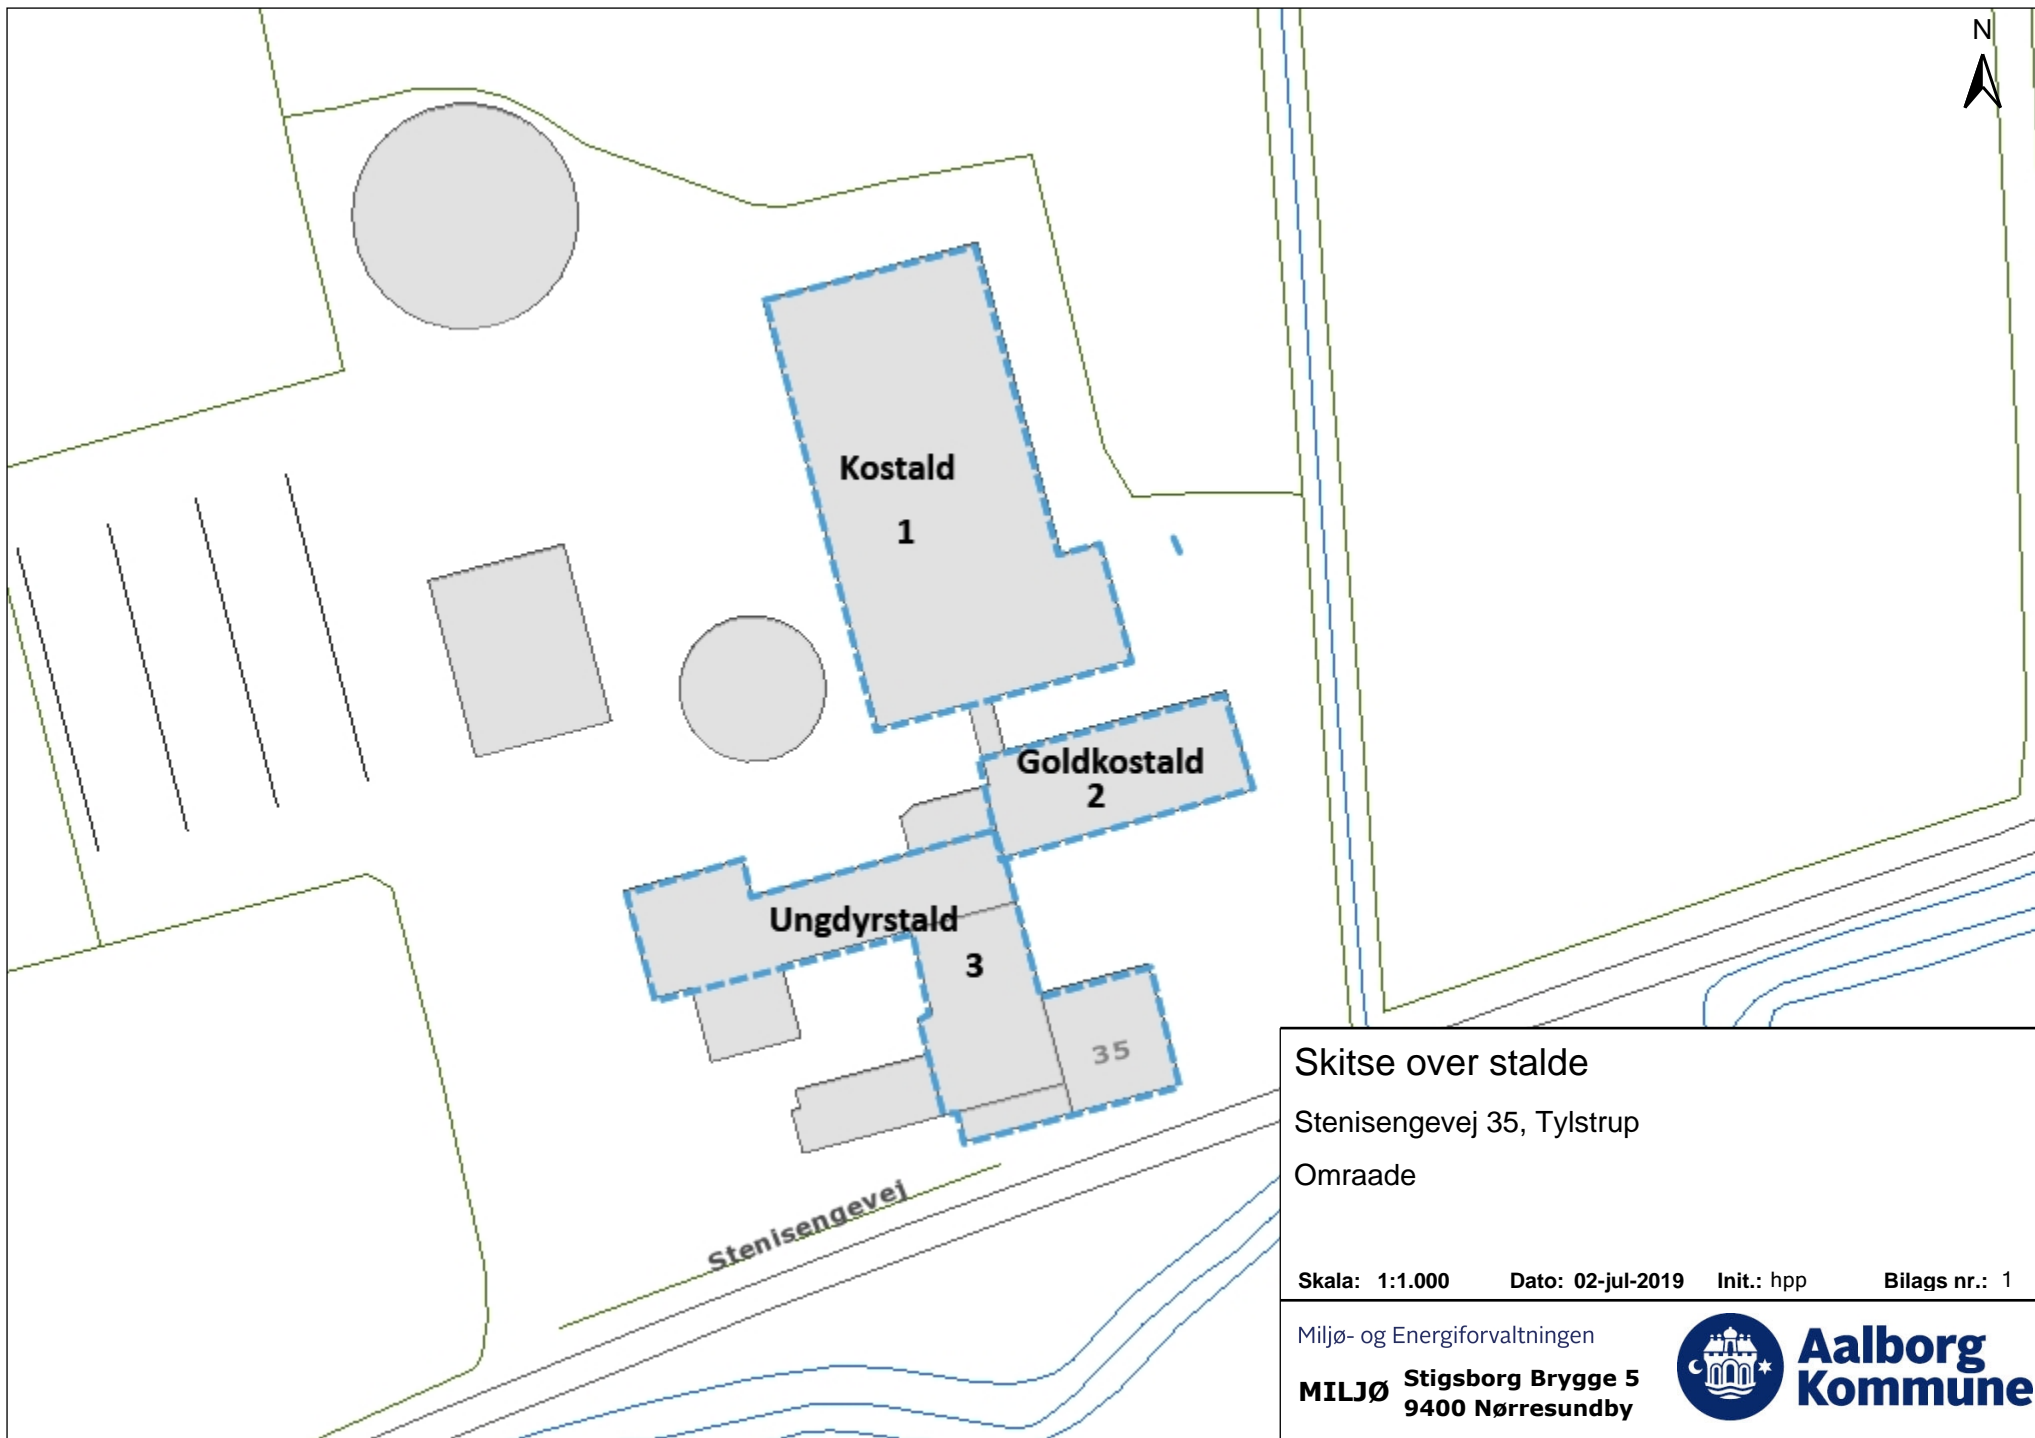 N
Kostald
1
Goldkostald
2
Ungdyrstald
3
35
Stenisengevej
Skitse over stalde
Stenisengevej 35, Tylstrup
Omraade
Skala: 1:1.000 Dato: 02-jul-2019 Init.: hpp Bilags nr.: 1
Miljø- og Energiforvaltningen
MILJØ Stigsborg Brygge 5
9400 Nørresundby
Aalborg
Kommune